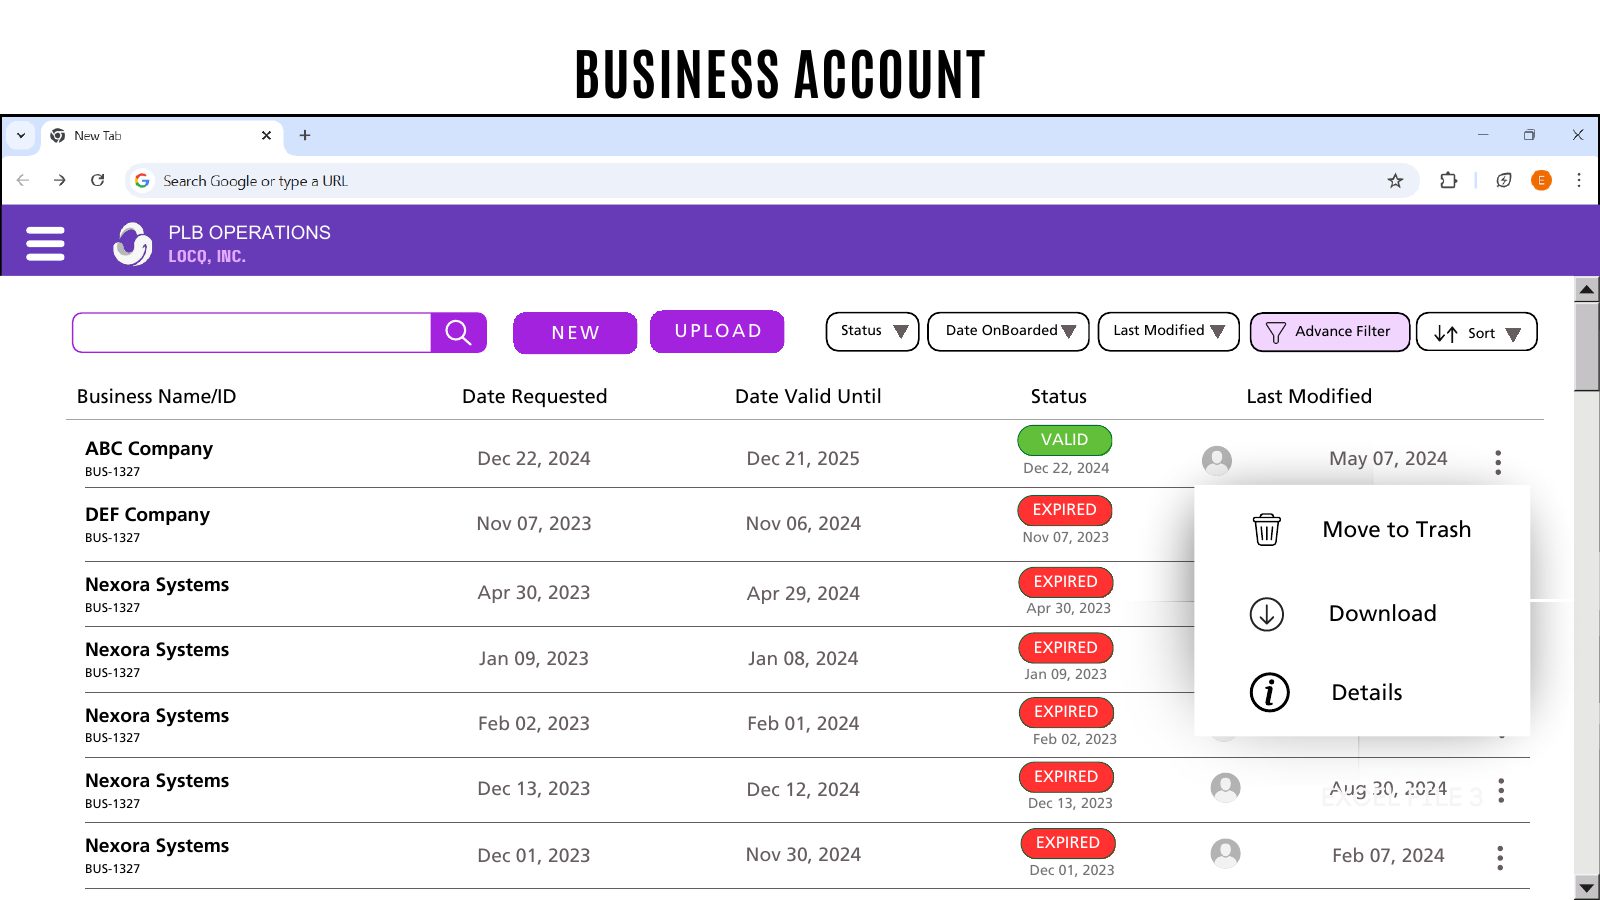 BUSINESS ACCOUNT
New Tab
Search Google or type a URL
E
PLB OPERATIONS
LOCQ, INC.
NEW
UPLOAD
Status
Date OnBoarded
Last Modified
Advance Filter
Sort
Business Name/ID
Date Requested
Date Valid Until
Status
Last Modified
ABC Company
BUS-1327
Dec 22, 2024
Dec 21, 2025
VALID
Dec 22, 2024
May 07, 2024
DEF Company
BUS-1327
Nov 07, 2023
Nov 06, 2024
EXPIRED
Nov 07, 2023
Move to Trash
Nexora Systems
BUS-1327
Apr 30, 2023
Apr 29, 2024
EXPIRED
Apr 30, 2023
Download
Nexora Systems
BUS-1327
Jan 09, 2023
Jan 08, 2024
EXPIRED
Jan 09, 2023
Details
Nexora Systems
BUS-1327
Feb 02, 2023
Feb 01, 2024
EXPIRED
Feb 02, 2023
Nexora Systems
BUS-1327
Dec 13, 2023
Dec 12, 2024
EXPIRED
Dec 13, 2023
Aug 30, 2024
EXCEL FILE 3
Nexora Systems
BUS-1327
Dec 01, 2023
Nov 30, 2024
EXPIRED
Dec 01, 2023
Feb 07, 2024